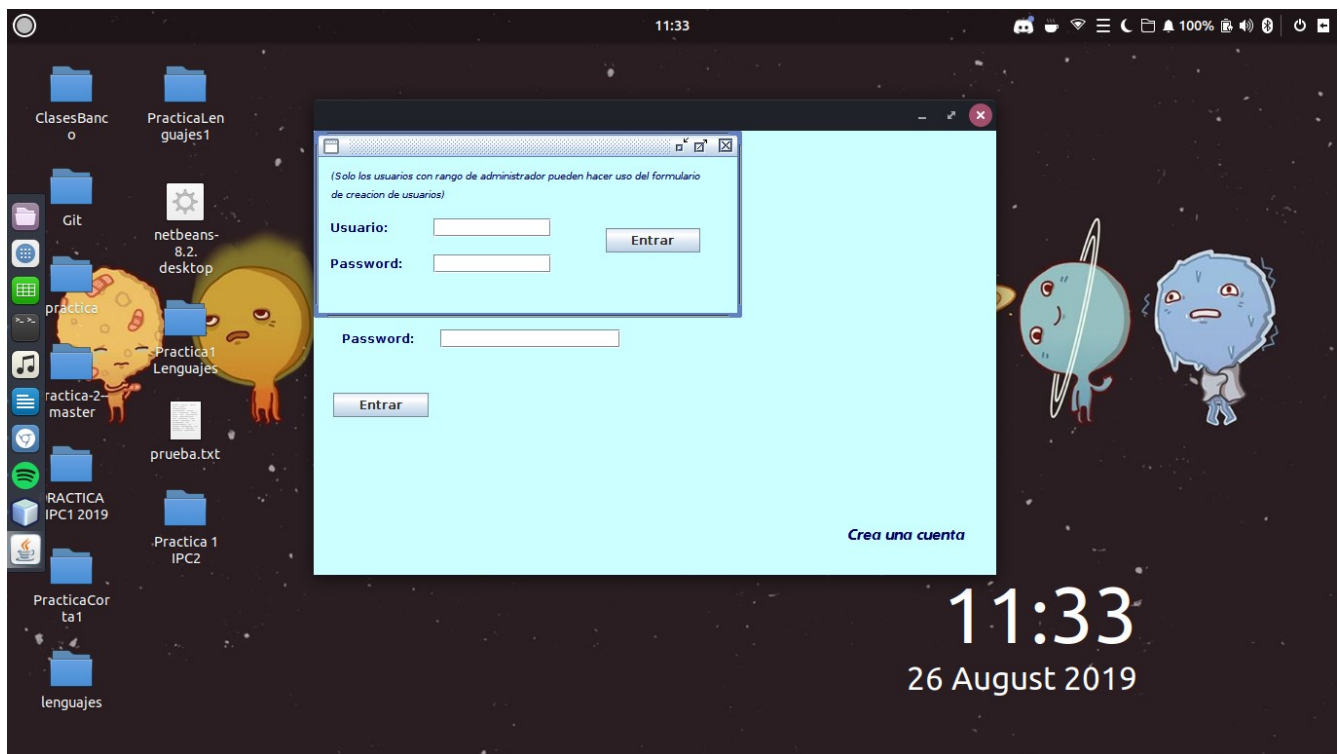 11:33
100%
ClasesBanc
o
PracticaLen
guajes1
Git
netbeans-
8.2.
desktop
practica
Practica1
Lenguajes
ractica-2-
master
prueba.txt
RACTICA
IPC1 2019
Practica 1
IPC2
PracticaCor
ta1
lenguajes
(Solo los usuarios con rango de administrador pueden hacer uso del formulario
de creacion de usuarios)
Usuario:
Entrar
Password:
Password:
Entrar
Crea una cuenta
11:33
26 August 2019